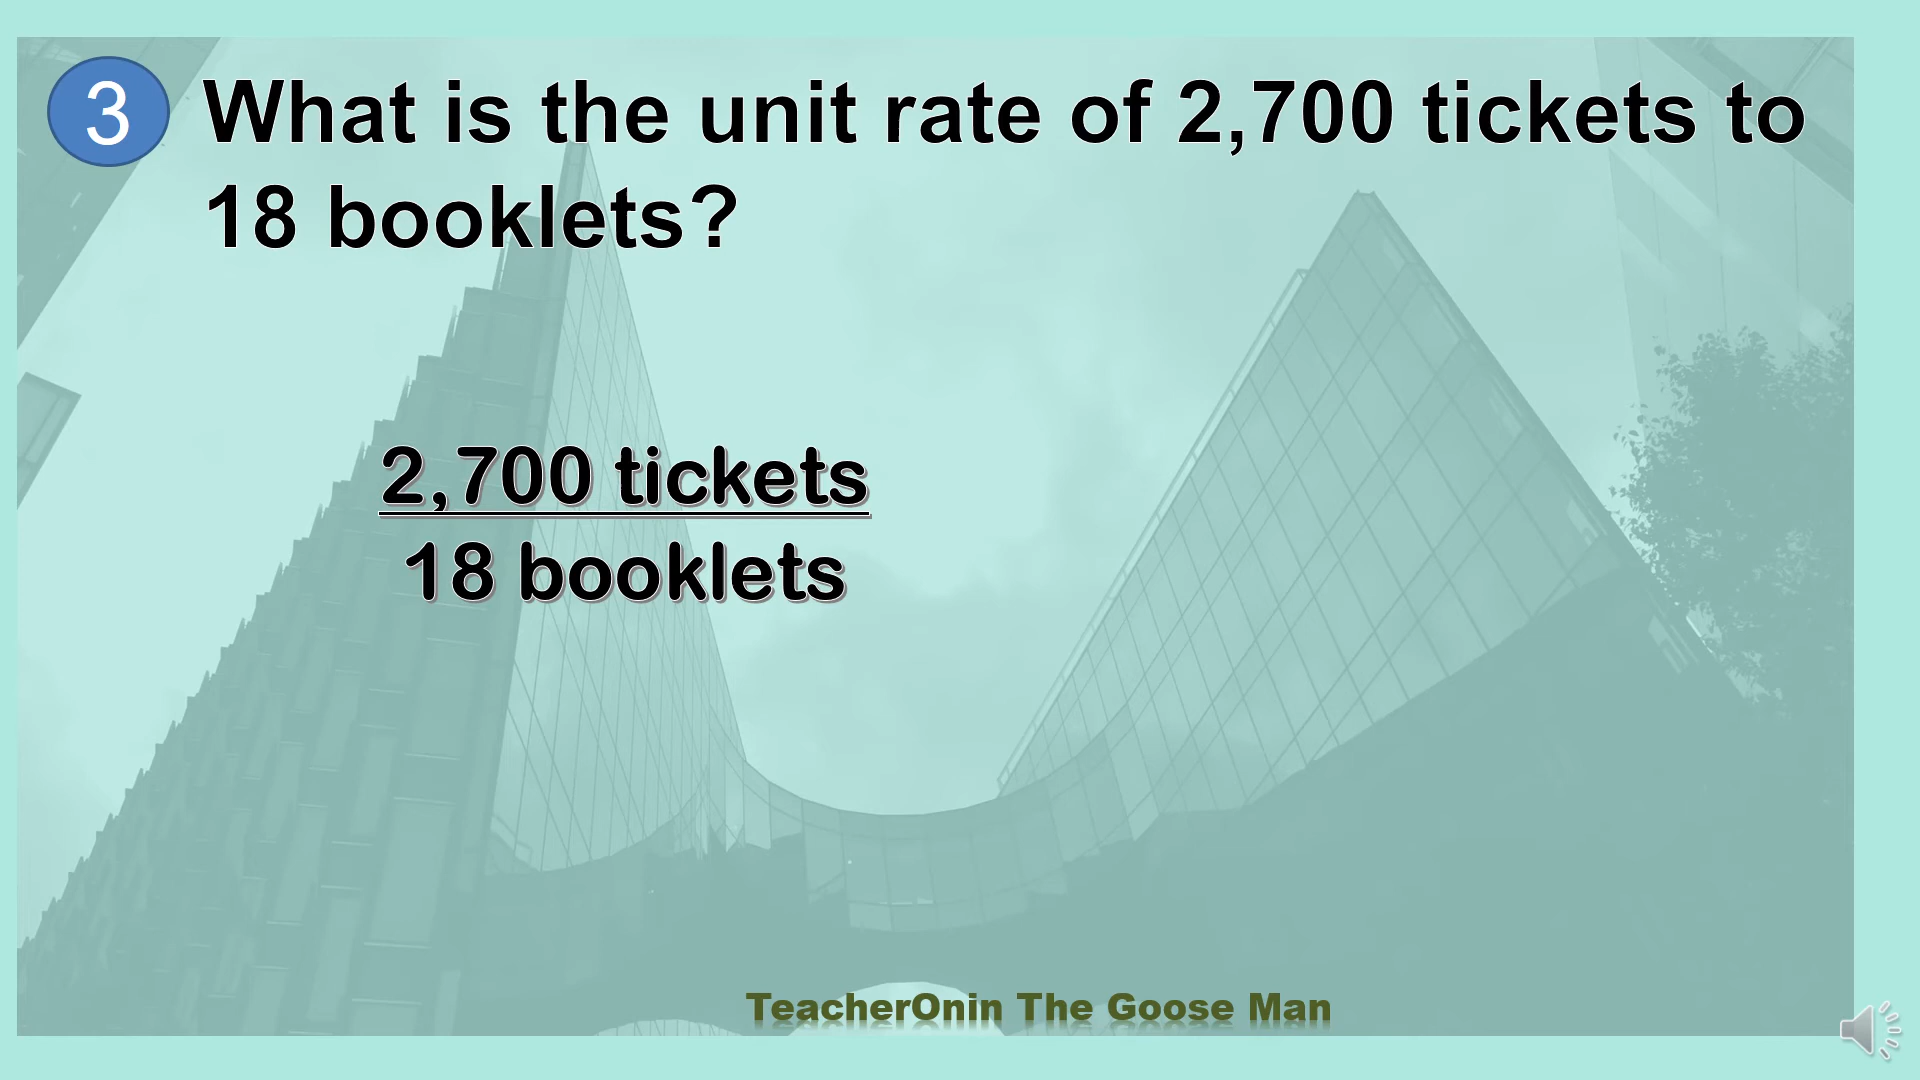 3
What is the unit rate of 2,700 tickets to
18 booklets?
2,700 tickets
18 booklets
TeacherOnin The Goose Man